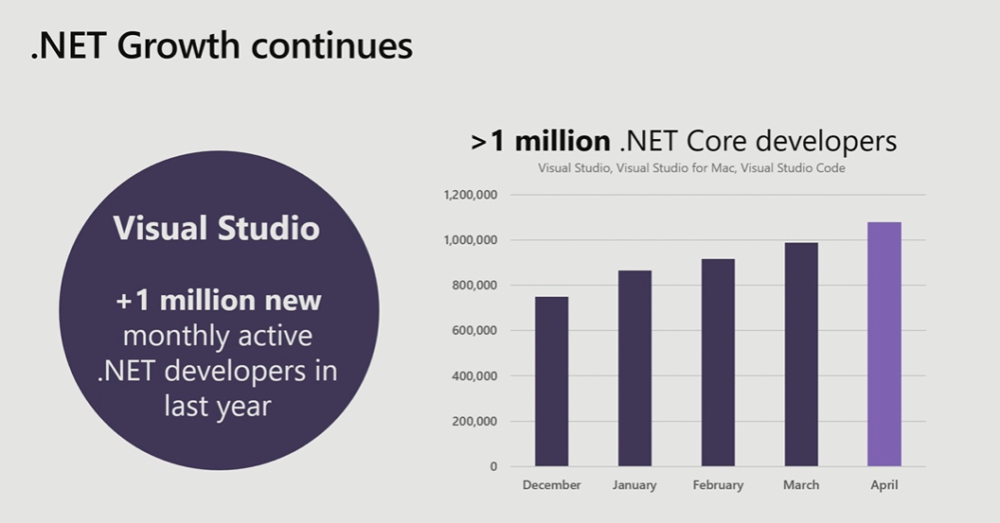 .NET Growth continues
Visual Studio
+1 million new
monthly active
.NET developers in
last year
>1 million .NET Core developers
Visual Studio, Visual Studio for Mac, Visual Studio Code
1,200,000
1,000,000
800,000
600,000
400,000
200,000
0
December January February March April